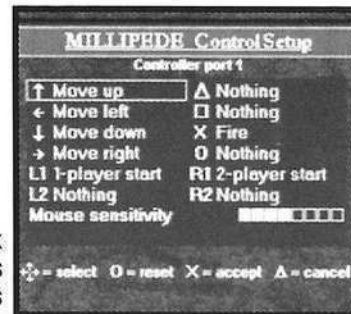 MILLIPEDE Control Setup
Controller port 1
↑ Move up Δ Nothing
← Move left □ Nothing
↓ Move down X Fire
→ Move right O Nothing
L1 1-player start R1 2-player start
L2 Nothing R2 Nothing
Mouse sensitivity
= select O = reset X = accept Δ = cancel